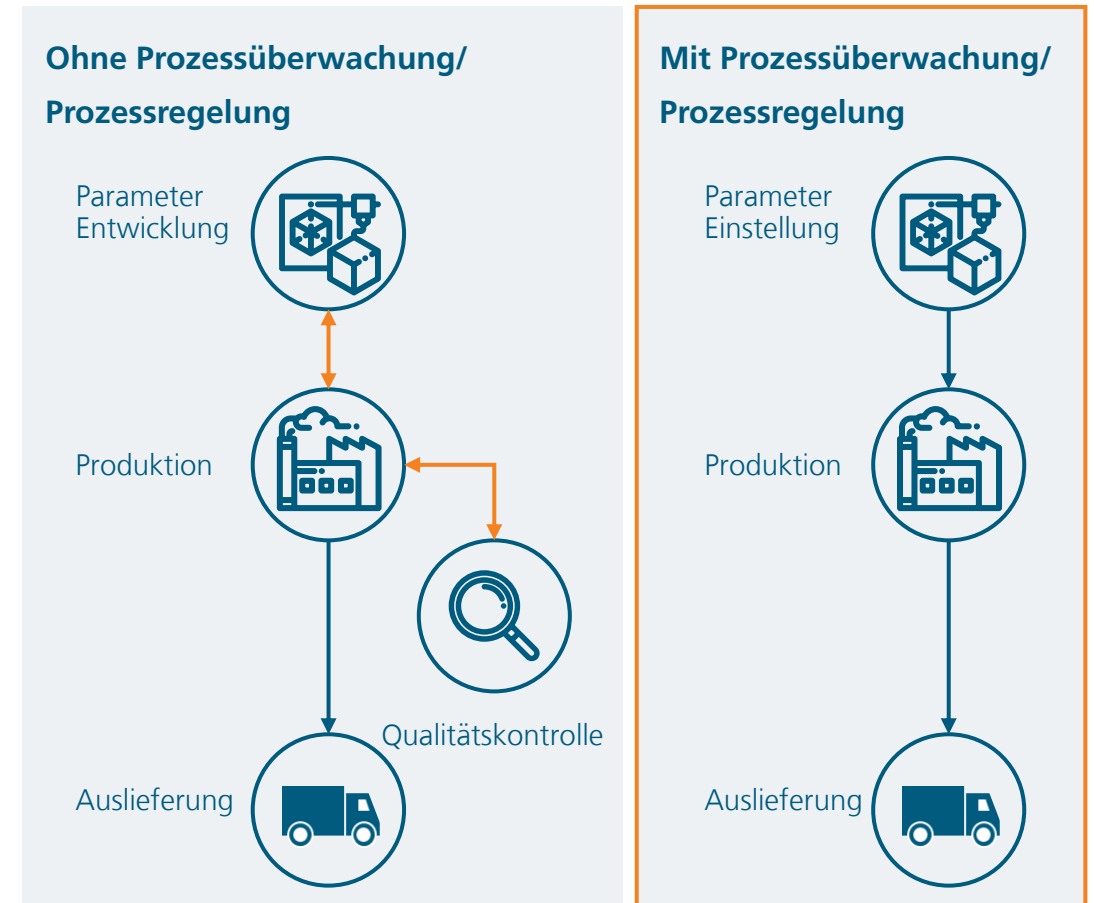 Ohne Prozessüberwachung/
Prozessregelung
Parameter
Entwicklung
Produktion
Qualitätskontrolle
Auslieferung
Mit Prozessüberwachung/
Prozessregelung
Parameter
Einstellung
Produktion
Auslieferung